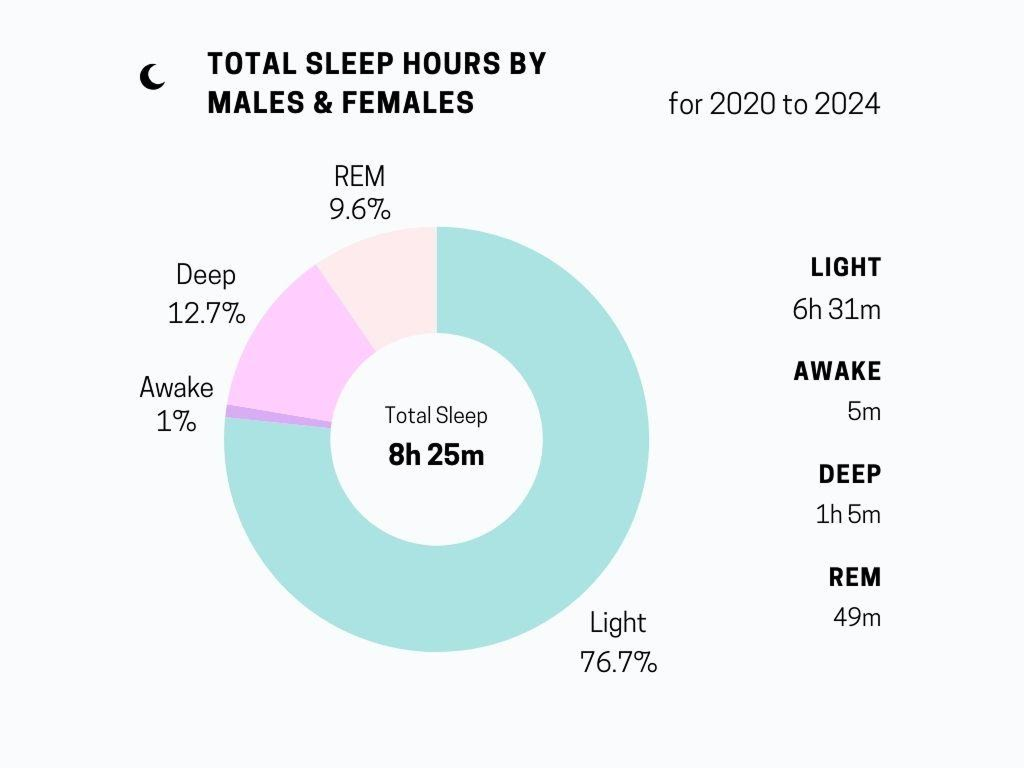 TOTAL SLEEP HOURS BY
MALES & FEMALES
for 2020 to 2024
REM
9.6%
Deep
12.7%
Awake
1%
Total Sleep
8h 25m
Light
76.7%
LIGHT
6h 31m
AWAKE
5m
DEEP
1h 5m
REM
49m